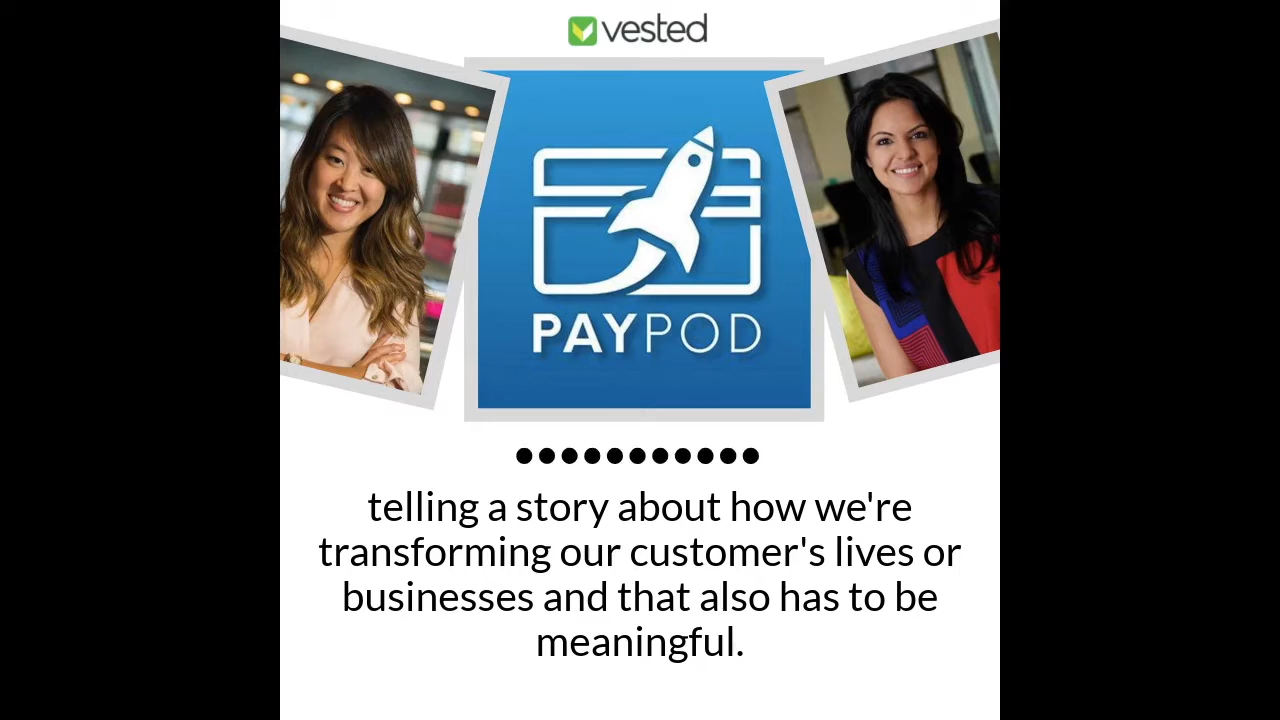 vested
PAYPOD
telling a story about how we're
transforming our customer's lives or
businesses and that also has to be
meaningful.